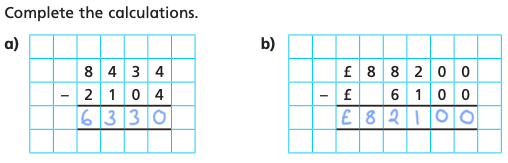 Complete the calculations.
a)
8 4 3 4
− 2 1 0 4
6 3 3 0
b)
£ 8 8 2 0 0
− £ 6 1 0 0
£ 8 2 1 0 0